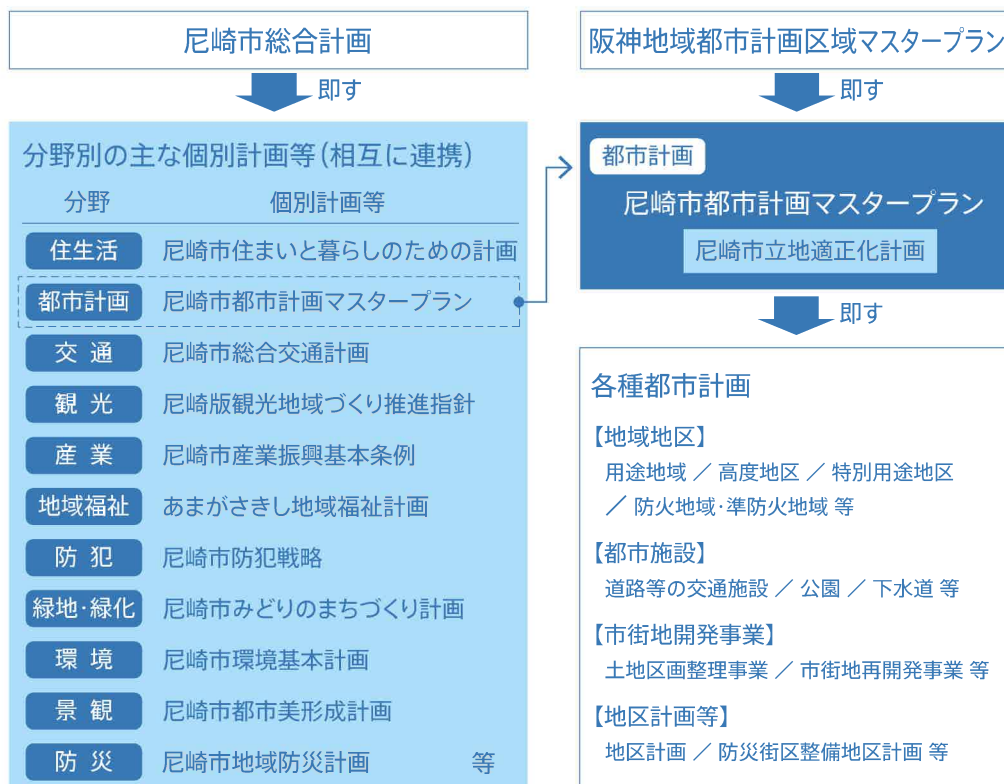 尼崎市総合計画
即す
分野別の主な個別計画等(相互に連携)
分野 個別計画等
住生活 尼崎市住まいと暮らしのための計画
都市計画 尼崎市都市計画マスタープラン
交通 尼崎市総合交通計画
観光 尼崎版観光地域づくり推進指針
産業 尼崎市産業振興基本条例
地域福祉 あまがさきし地域福祉計画
防犯 尼崎市防犯戦略
緑地・緑化 尼崎市みどりのまちづくり計画
環境 尼崎市環境基本計画
景観 尼崎市都市美形成計画
防災 尼崎市地域防災計画 等
阪神地域都市計画区域マスタープラン
即す
都市計画
尼崎市都市計画マスタープラン
尼崎市立地適正化計画
即す
各種都市計画
【地域地区】
用途地域 / 高度地区 / 特別用途地区
/ 防火地域・準防火地域 等
【都市施設】
道路等の交通施設 / 公園 / 下水道 等
【市街地開発事業】
土地区画整理事業 / 市街地再開発事業 等
【地区計画等】
地区計画 / 防災街区整備地区計画 等